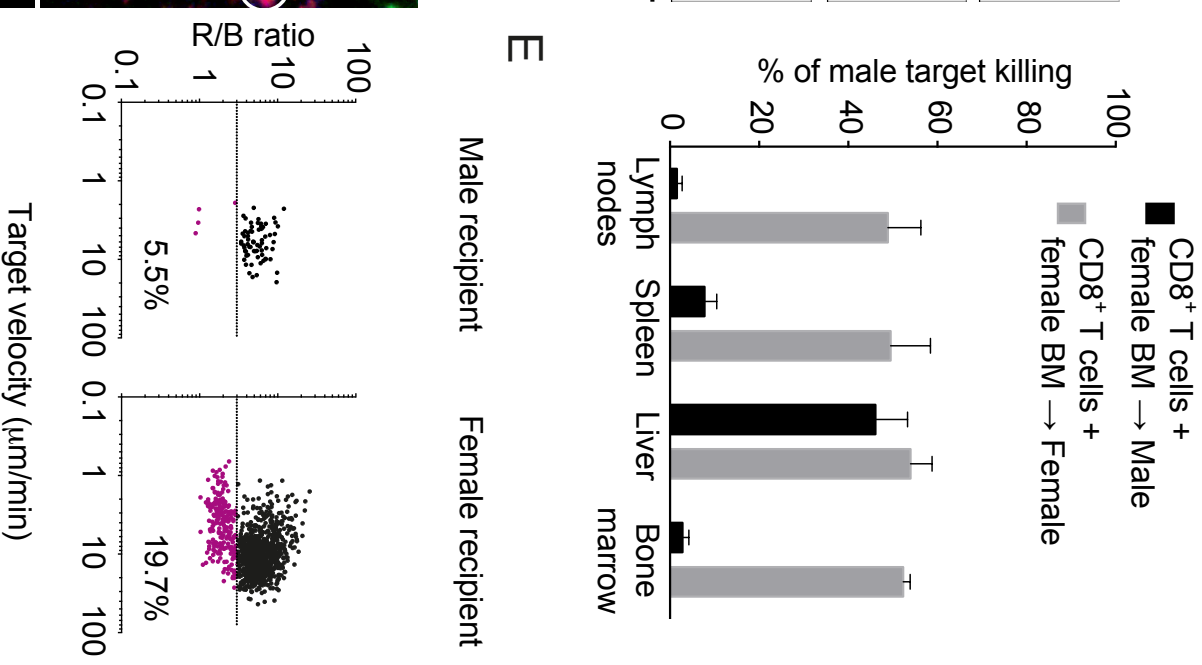 % of male target killing
100
80
60
40
20
0
CD8⁺ T cells +
female BM → Male
CD8⁺ T cells +
female BM → Female
Lymph
nodes
Spleen
Liver
Bone
marrow
E
Male recipient
Female recipient
R/B ratio
100
10
1
0.1
5.5%
19.7%
0.1
1
10
100
0.1
1
10
100
Target velocity (μm/min)